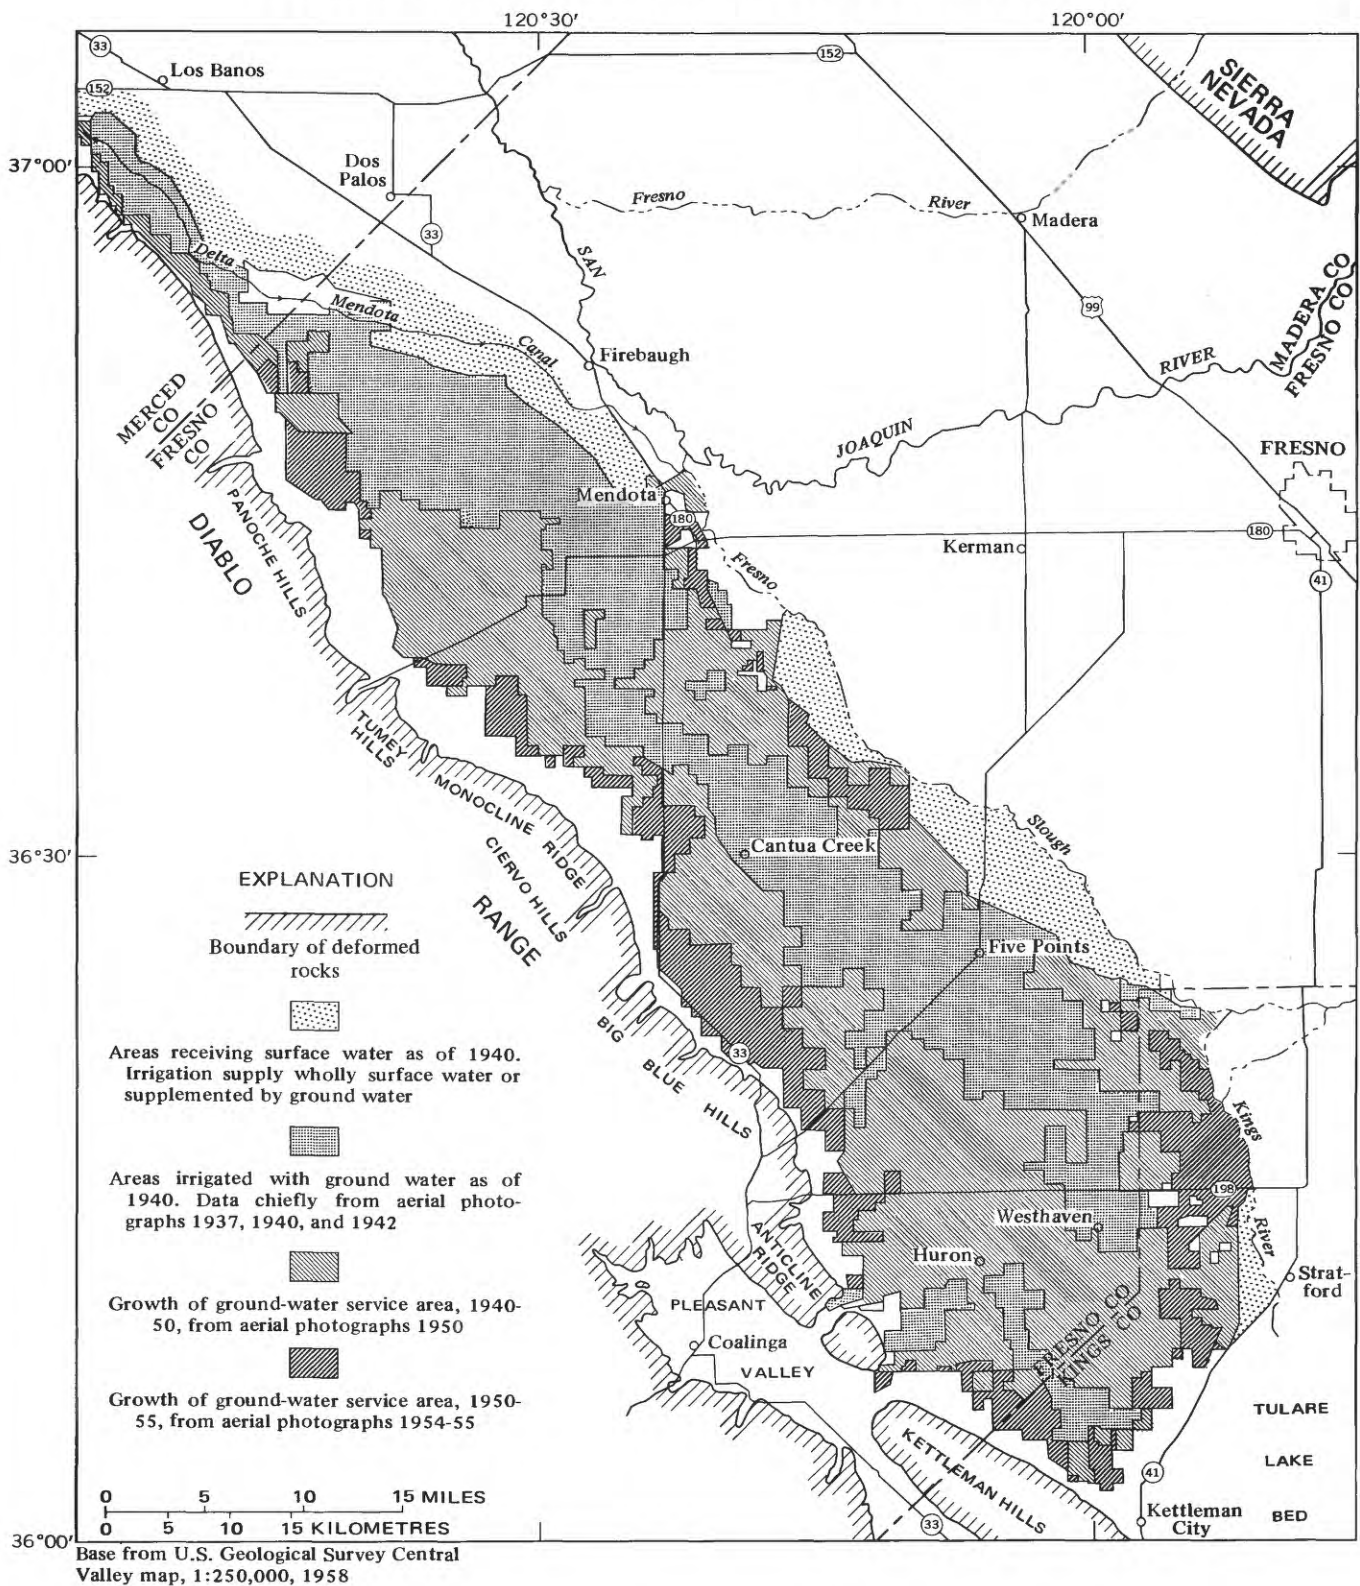 120°30′
120°00′
33
152
Los Banos
152
SIERRA
NEVADA
37°00′
Dos
Palos
33
Fresno
River
Madera
SAN
Delta
Mendota
Canal
Firebaugh
99
MADERA CO
FRESNO CO
RIVER
JOAQUIN
MERCED
CO
FRESNO
CO
FRESNO
Mendota
180
180
Kerman
41
Fresno
PANOCHE HILLS
DIABLO
TUMEY
HILLS
MONOCLINE
RIDGE
CIERVO HILLS
RANGE
Slough
Cantua Creek
36°30′
Five Points
BIG
BLUE
HILLS
33
Kings
198
River
Westhaven
Huron
Strat-
ford
ANTICLINE
RIDGE
PLEASANT
VALLEY
Coalinga
FRESNO CO
KINGS CO
KETTLEMAN HILLS
TULARE
LAKE
BED
41
Kettleman
City
33
36°00′
EXPLANATION
Boundary of deformed
rocks
Areas receiving surface water as of 1940.
Irrigation supply wholly surface water or
supplemented by ground water
Areas irrigated with ground water as of
1940. Data chiefly from aerial photo-
graphs 1937, 1940, and 1942
Growth of ground-water service area, 1940-
50, from aerial photographs 1950
Growth of ground-water service area, 1950-
55, from aerial photographs 1954-55
0 5 10 15 MILES
0 5 10 15 KILOMETRES
Base from U.S. Geological Survey Central
Valley map, 1:250,000, 1958